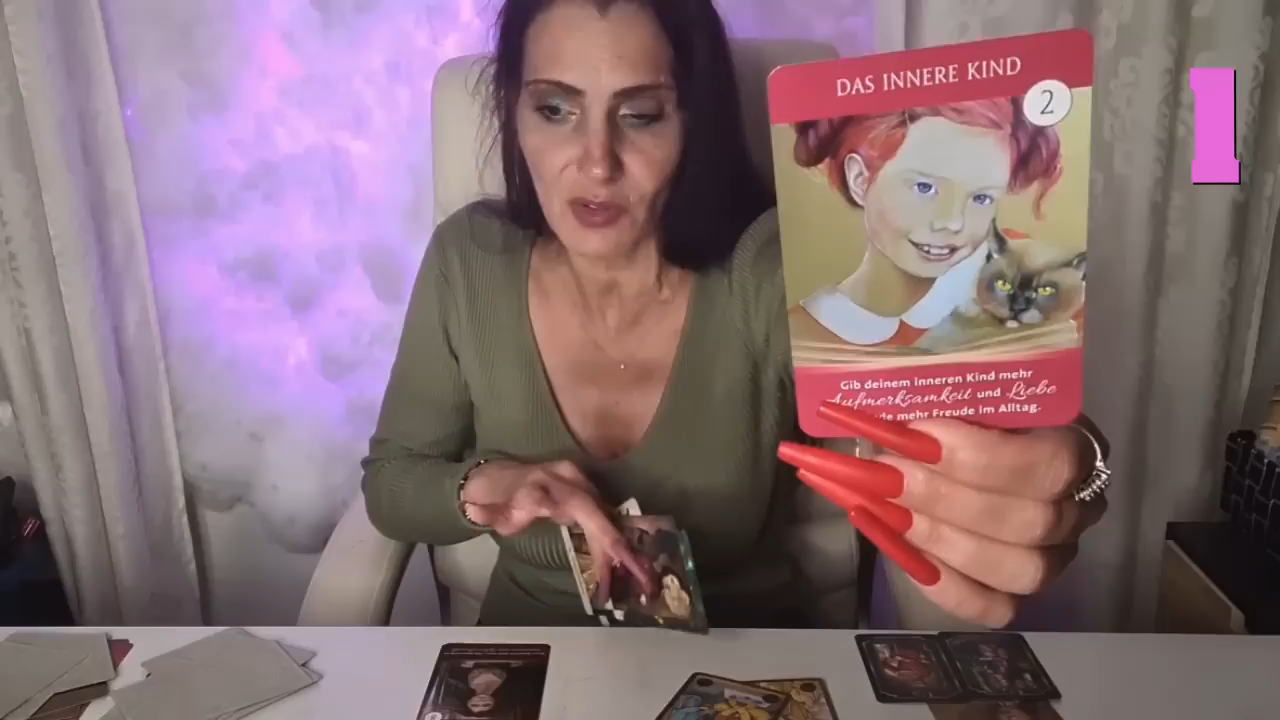 DAS INNERE KIND
2
1
Gib deinem inneren Kind mehr
Aufmerksamkeit und Liebe
mehr Freude im Alltag.